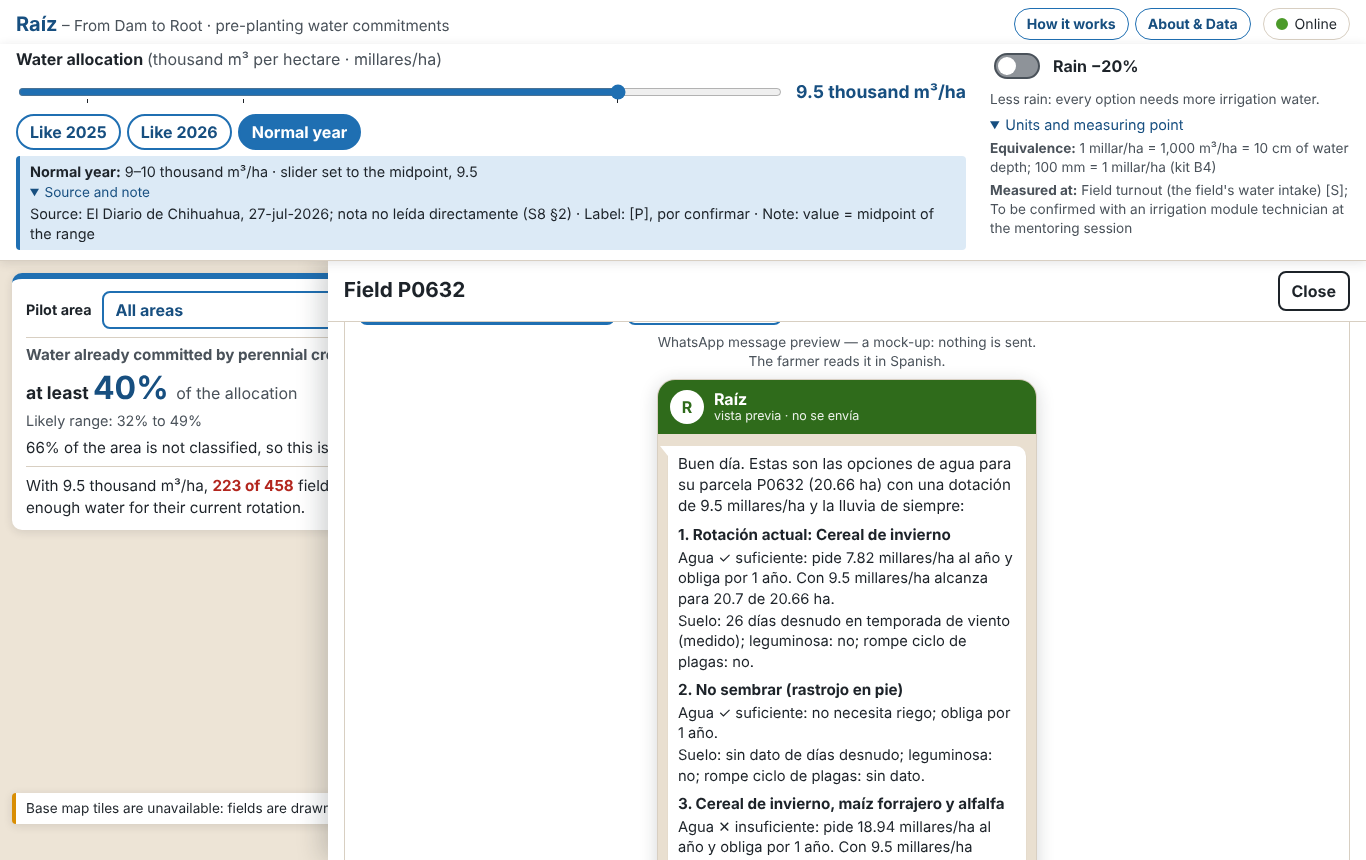 Raíz – From Dam to Root · pre-planting water commitments
How it works
About & Data
Online
Water allocation (thousand m³ per hectare · millares/ha)
9.5 thousand m³/ha
Like 2025
Like 2026
Normal year
Normal year: 9–10 thousand m³/ha · slider set to the midpoint, 9.5
▼ Source and note
Source: El Diario de Chihuahua, 27-jul-2026; nota no leída directamente (S8 §2) · Label: [P], por confirmar · Note: value = midpoint of
the range
Rain −20%
Less rain: every option needs more irrigation water.
▼ Units and measuring point
Equivalence: 1 millar/ha = 1,000 m³/ha = 10 cm of water
depth; 100 mm = 1 millar/ha (kit B4)
Measured at: Field turnout (the field's water intake) [S];
To be confirmed with an irrigation module technician at
the mentoring session
Pilot area
All areas
Water already committed by perennial
at least 40% of the allocation
Likely range: 32% to 49%
66% of the area is not classified, so this is
With 9.5 thousand m³/ha, 223 of 458 field
enough water for their current rotation.
Base map tiles are unavailable: fields are drawn
Field P0632
Close
WhatsApp message preview — a mock-up: nothing is sent.
The farmer reads it in Spanish.
R
Raíz
vista previa · no se envía
Buen día. Estas son las opciones de agua para
su parcela P0632 (20.66 ha) con una dotación
de 9.5 millares/ha y la lluvia de siempre:
1. Rotación actual: Cereal de invierno
Agua ✓ suficiente: pide 7.82 millares/ha al año y
obliga por 1 año. Con 9.5 millares/ha alcanza
para 20.7 de 20.66 ha.
Suelo: 26 días desnudo en temporada de viento
(medido); leguminosa: no; rompe ciclo de
plagas: no.
2. No sembrar (rastrojo en pie)
Agua ✓ suficiente: no necesita riego; obliga por
1 año.
Suelo: sin dato de días desnudo; leguminosa:
no; rompe ciclo de plagas: sin dato.
3. Cereal de invierno, maíz forrajero y alfalfa
Agua ✕ insuficiente: pide 18.94 millares/ha al
año y obliga por 1 año. Con 9.5 millares/ha